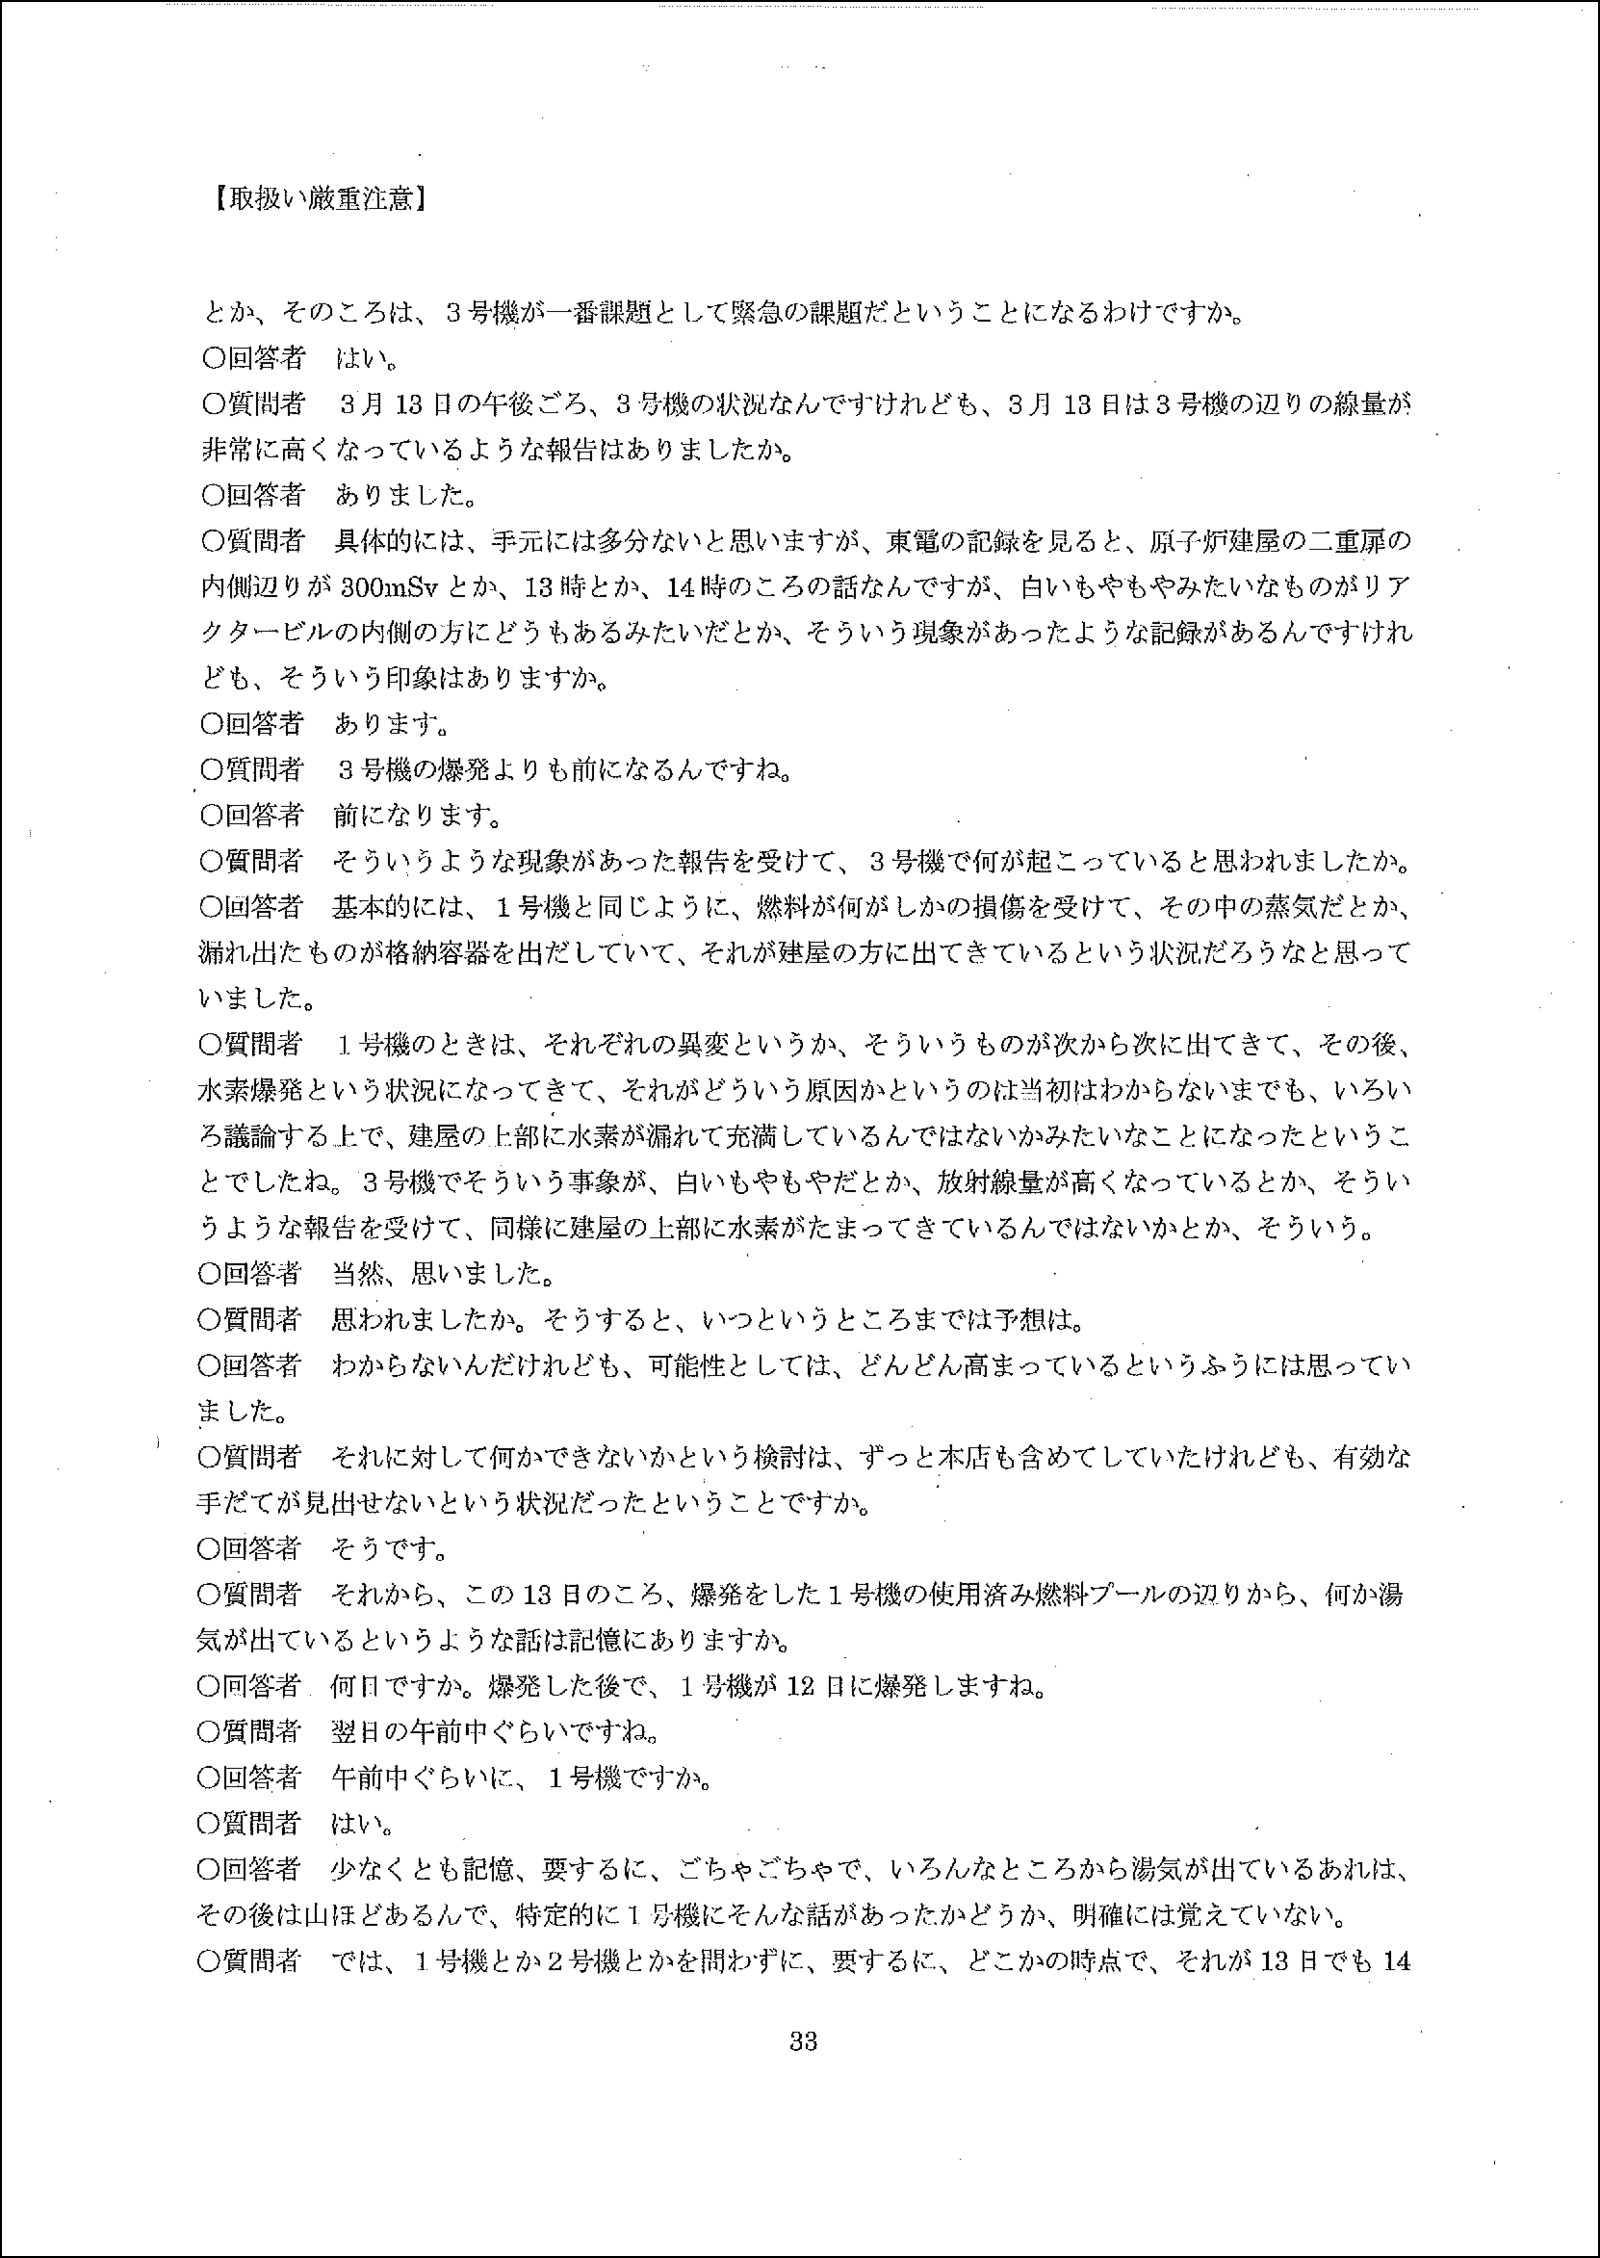 【取扱い厳重注意】
とか、そのころは、３号機が一番課題として緊急の課題だということになるわけですか。
○回答者　はい。
○質問者　３月 13 日の午後ごろ、３号機の状況なんですけれども、３月 13 日は３号機の辺りの線量が
非常に高くなっているような報告はありましたか。
○回答者　ありました。
○質問者　具体的には、手元には多分ないと思いますが、東電の記録を見ると、原子炉建屋の二重扉の
内側辺りが 300mSv とか、13 時とか、14 時のころの話なんですが、白いもやもやみたいなものがリア
クタービルの内側の方にどうもあるみたいだとか、そういう現象があったような記録があるんですけれ
ども、そういう印象はありますか。
○回答者　あります。
○質問者　３号機の爆発よりも前になるんですね。
○回答者　前になります。
○質問者　そういうような現象があった報告を受けて、３号機で何が起こっていると思われましたか。
○回答者　基本的には、１号機と同じように、燃料が何がしかの損傷を受けて、その中の蒸気だとか、
漏れ出たものが格納容器を出だしていて、それが建屋の方に出てきているという状況だろうなと思って
いました。
○質問者　１号機のときは、それぞれの異変というか、そういうものが次から次に出てきて、その後、
水素爆発という状況になってきて、それがどういう原因かというのは当初はわからないまでも、いろい
ろ議論する上で、建屋の上部に水素が漏れて充満しているんではないかみたいなことになったというこ
とでしたね。３号機でそういう事象が、白いもやもやだとか、放射線量が高くなっているとか、そうい
うような報告を受けて、同様に建屋の上部に水素がたまってきているんではないかとか、そういう。
○回答者　当然、思いました。
○質問者　思われましたか。そうすると、いつというところまでは予想は。
○回答者　わからないんだけれども、可能性としては、どんどん高まっているというふうには思ってい
ました。
○質問者　それに対して何かできないかという検討は、ずっと本店も含めてしていたけれども、有効な
手だてが見出せないという状況だったということですか。
○回答者　そうです。
○質問者　それから、この 13 日のころ、爆発をした１号機の使用済み燃料プールの辺りから、何か湯
気が出ているというような話は記憶にありますか。
○回答者　何日ですか。爆発した後で、１号機が 12 日に爆発しますね。
○質問者　翌日の午前中ぐらいですね。
○回答者　午前中ぐらいに、１号機ですか。
○質問者　はい。
○回答者　少なくとも記憶、要するに、ごちゃごちゃで、いろんなところから湯気が出ているあれは、
その後は山ほどあるんで、特定的に１号機にそんな話があったかどうか、明確には覚えていない。
○質問者　では、１号機とか２号機とかを問わずに、要するに、どこかの時点で、それが 13 日でも 14
33